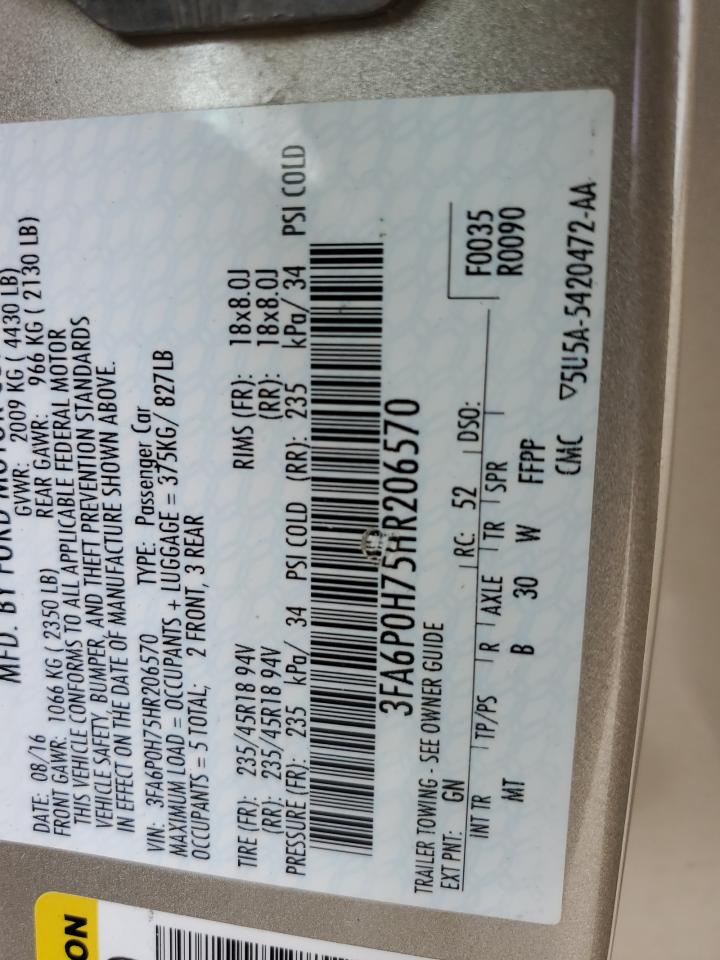 MFD. BY FORD MOTOR
DATE: 08/16 GVWR: 2009 KG ( 4430 LB)
FRONT GAWR: 1066 KG ( 2350 LB) REAR GAWR: 966 KG ( 2130 LB)
THIS VEHICLE CONFORMS TO ALL APPLICABLE FEDERAL MOTOR
VEHICLE SAFETY, BUMPER, AND THEFT PREVENTION STANDARDS
IN EFFECT ON THE DATE OF MANUFACTURE SHOWN ABOVE.
VIN: 3FA6P0H75HR206570 TYPE: Passenger Car
MAXIMUM LOAD = OCCUPANTS + LUGGAGE = 375KG/ 827LB
OCCUPANTS = 5 TOTAL; 2 FRONT, 3 REAR
TIRE (FR): 235/45R18 94V RIMS (FR): 18x8.0J
(RR): 235/45R18 94V (RR): 18x8.0J
PRESSURE (FR): 235 kPa/ 34 PSI COLD (RR): 235 kPa/ 34 PSI COLD
3FA6P0H75HR206570
TRAILER TOWING - SEE OWNER GUIDE
EXT PNT: GN RC: 52 DSO: F0035
R0090
INT TR TP/PS R AXLE TR SPR
MT B 30 W FFPP
CMC ▽5U5A-5420472-AA
ON